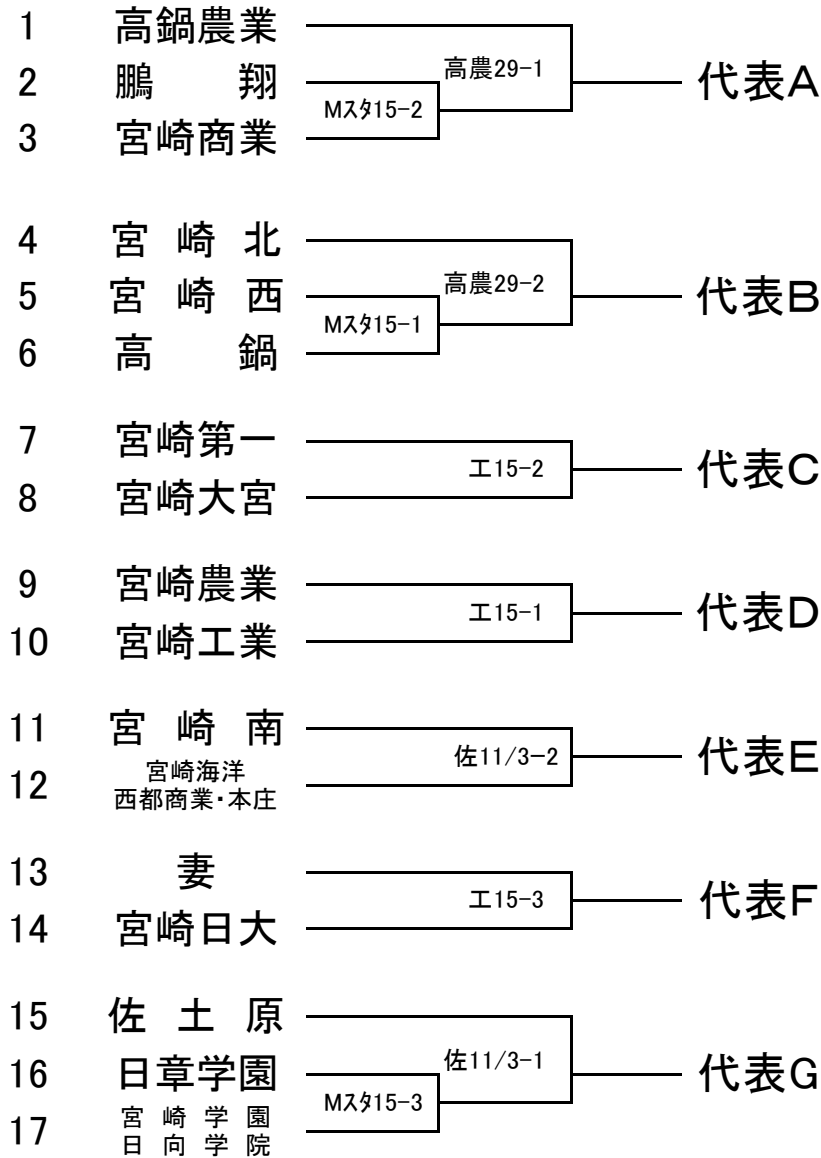 1 高鍋農業
高農29-1
代表A
2 鵬 翔
Mスタ15-2
3 宮崎商業
4 宮崎北
高農29-2
代表B
5 宮崎西
Mスタ15-1
6 高 鍋
7 宮崎第一
工15-2
代表C
8 宮崎大宮
9 宮崎農業
工15-1
代表D
10 宮崎工業
11 宮崎南
佐11/3-2
代表E
12 宮崎海洋
西都商業・本庄
13 妻
工15-3
代表F
14 宮崎日大
15 佐土原
佐11/3-1
代表G
16 日章学園
Mスタ15-3
17 宮崎学園
日向学院